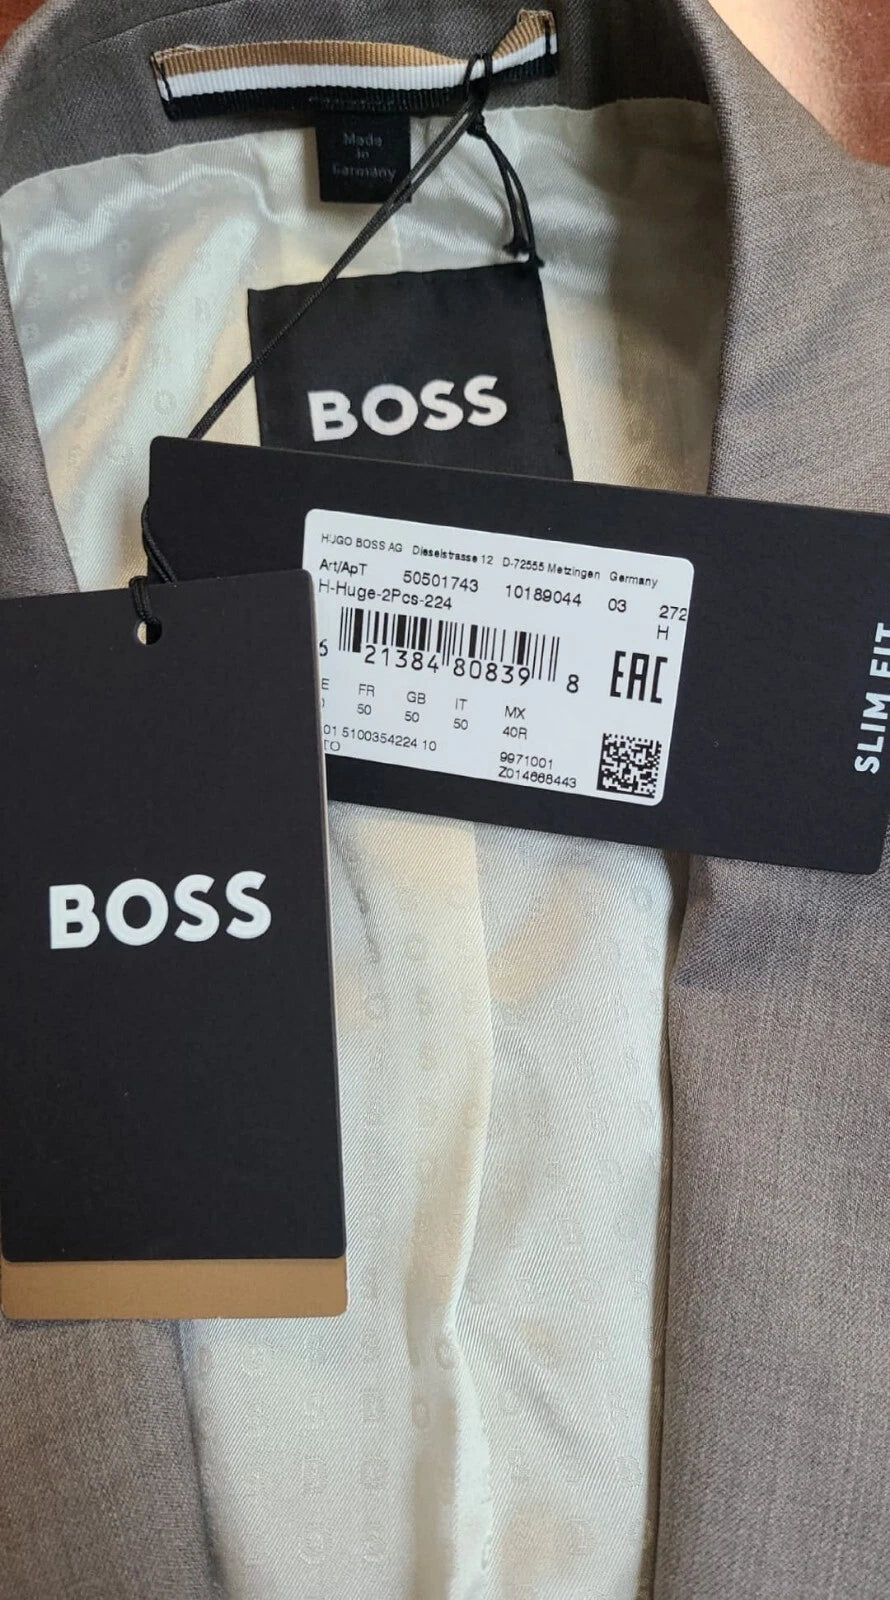 Made
in
Germany
BOSS
HUGO BOSS AG Dieselstrasse 12 D-72555 Metzingen Germany
Art/ApT 50501743 10189044 03 272
H-Huge-2Pcs-224 H
6 21384 80839 8 EAC
E FR GB IT MX
50 50 50 40R
01 5100354224 10 9971001
TO Z014668443
SLIM FIT
BOSS